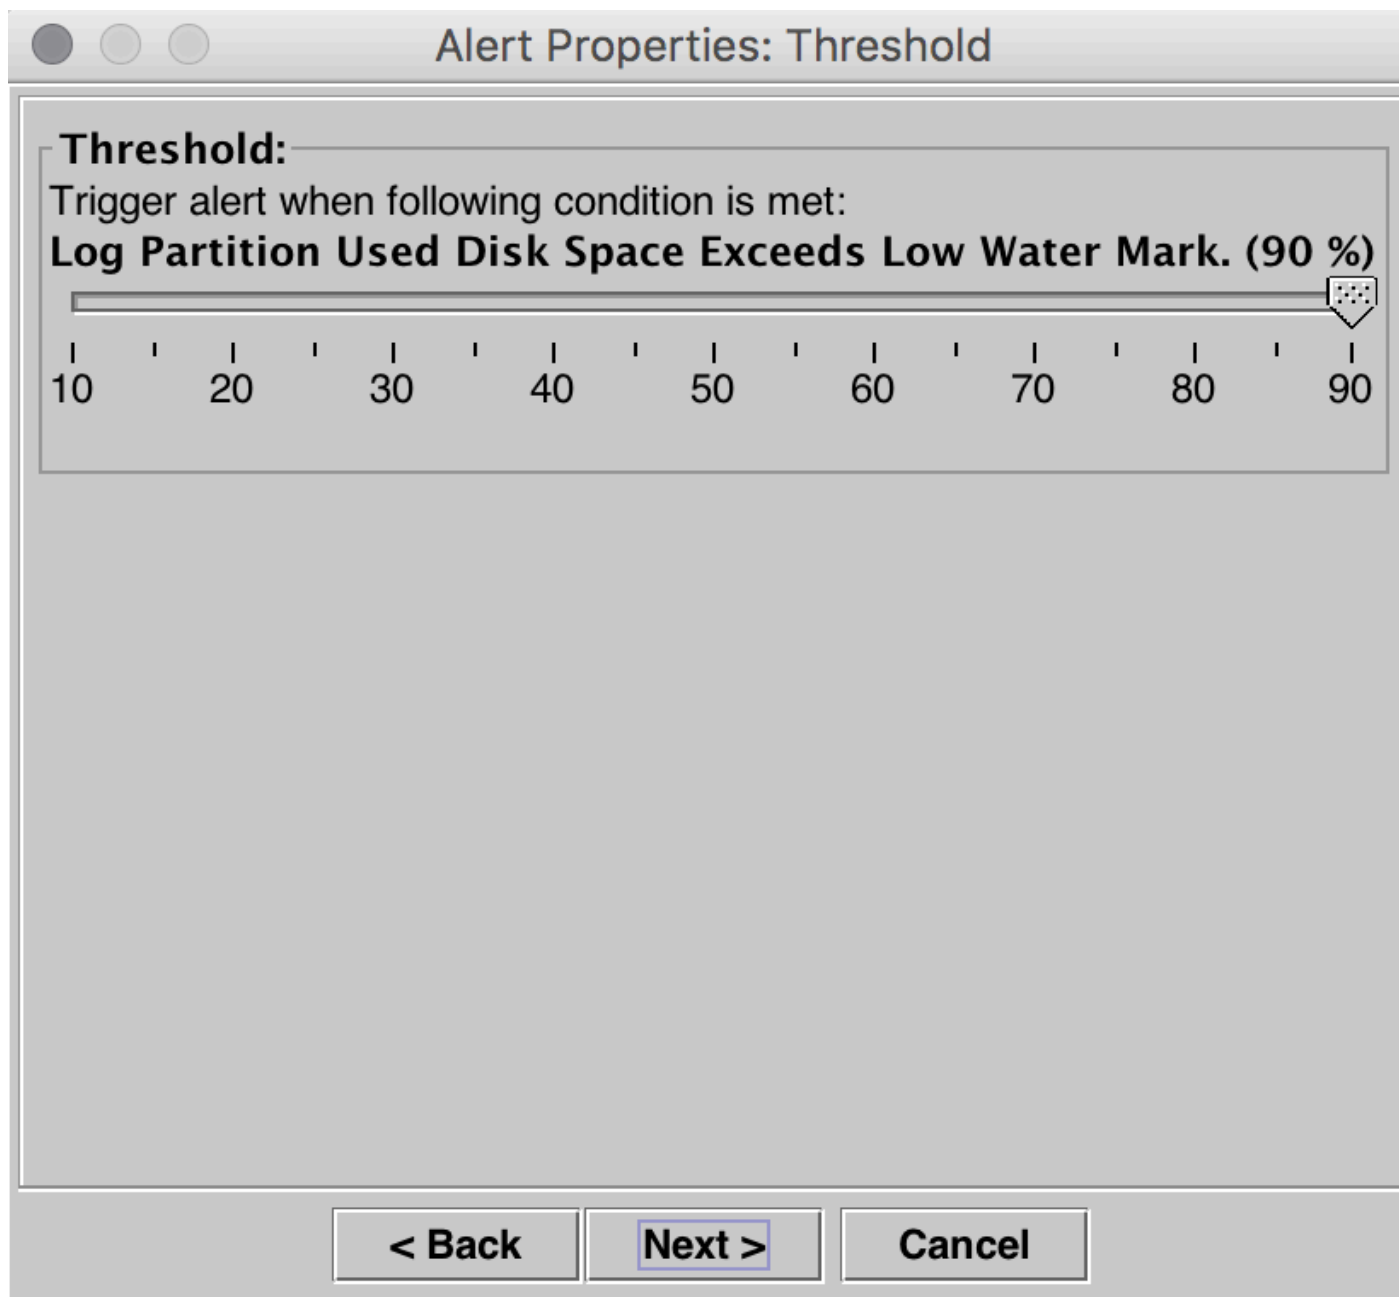 Alert Properties: Threshold
Threshold:
Trigger alert when following condition is met:
Log Partition Used Disk Space Exceeds Low Water Mark. (90 %)
10 20 30 40 50 60 70 80 90
< Back Next > Cancel